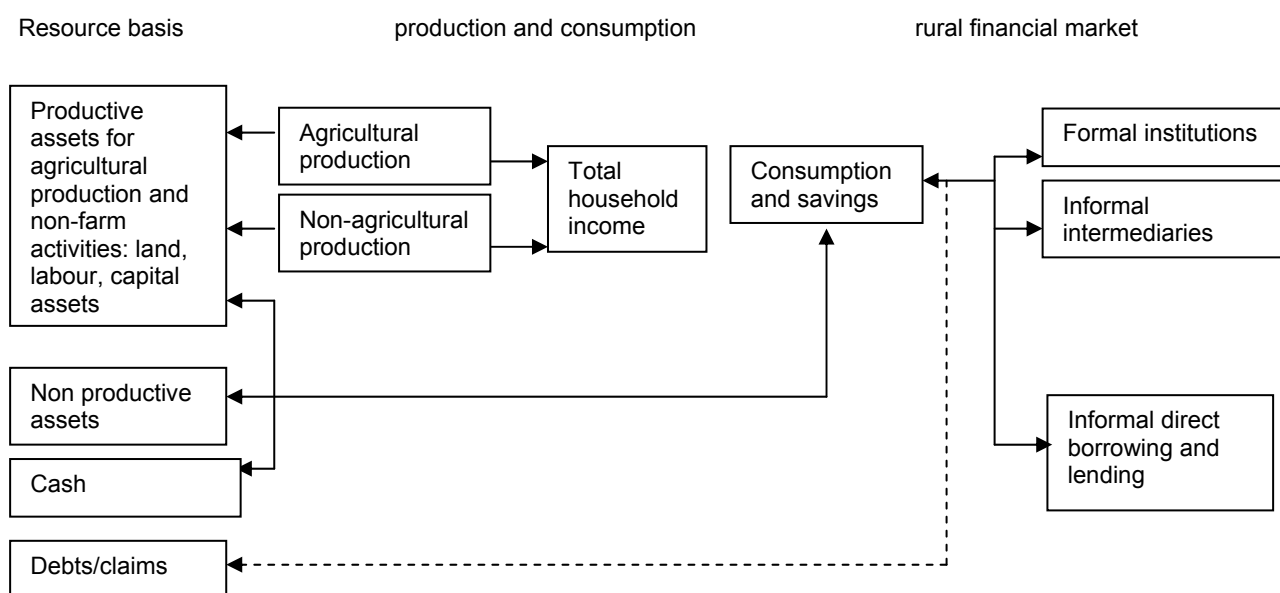 Resource basis
production and consumption
rural financial market
Productive
assets for
agricultural
production and
non-farm
activities: land,
labour, capital
assets
Agricultural
production
Non-agricultural
production
Total
household
income
Consumption
and savings
Formal institutions
Informal
intermediaries
Non productive
assets
Informal direct
borrowing and
lending
Cash
Debts/claims